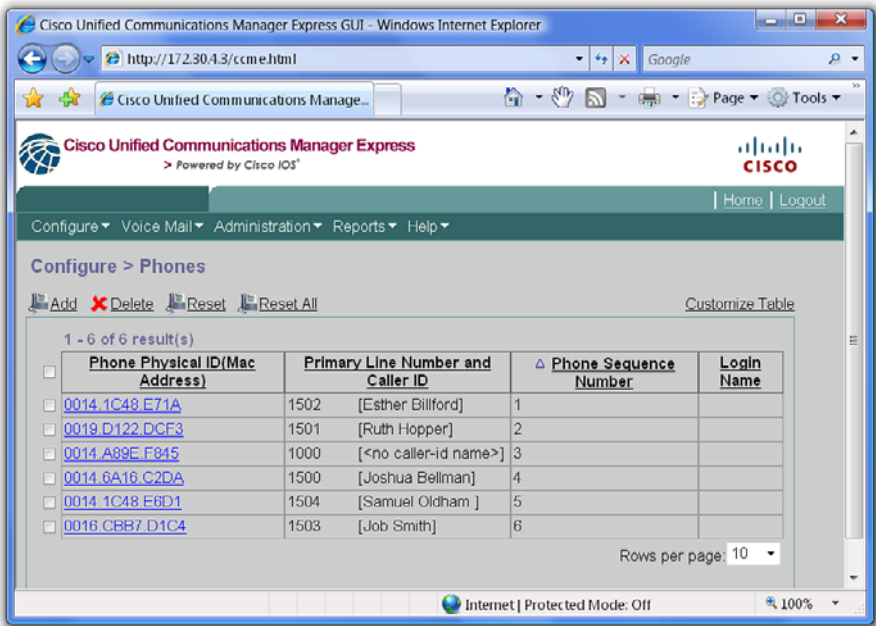 Cisco Unified Communications Manager Express GUI - Windows Internet Explorer
http://172.30.4.3/ccme.html
Google
Cisco Unified Communications Manage...
Page
Tools
Cisco Unified Communications Manager Express
> Powered by Cisco IOS®
CISCO
Home | Logout
Configure Voice Mail Administration Reports Help
Configure > Phones
Add Delete Reset Reset All Customize Table
1 - 6 of 6 result(s)
Phone Physical ID(Mac Address) Primary Line Number and Caller ID Phone Sequence Number Login Name
0014.1C48.E71A 1502 [Esther Billford] 1
0019.D122.DCF3 1501 [Ruth Hopper] 2
0014.A89E.F845 1000 [<no caller-id name>] 3
0014.6A16.C2DA 1500 [Joshua Bellman] 4
0014.1C48.E6D1 1504 [Samuel Oldham ] 5
0016.CBB7.D1C4 1503 [Job Smith] 6
Rows per page: 10
Internet | Protected Mode: Off 100%